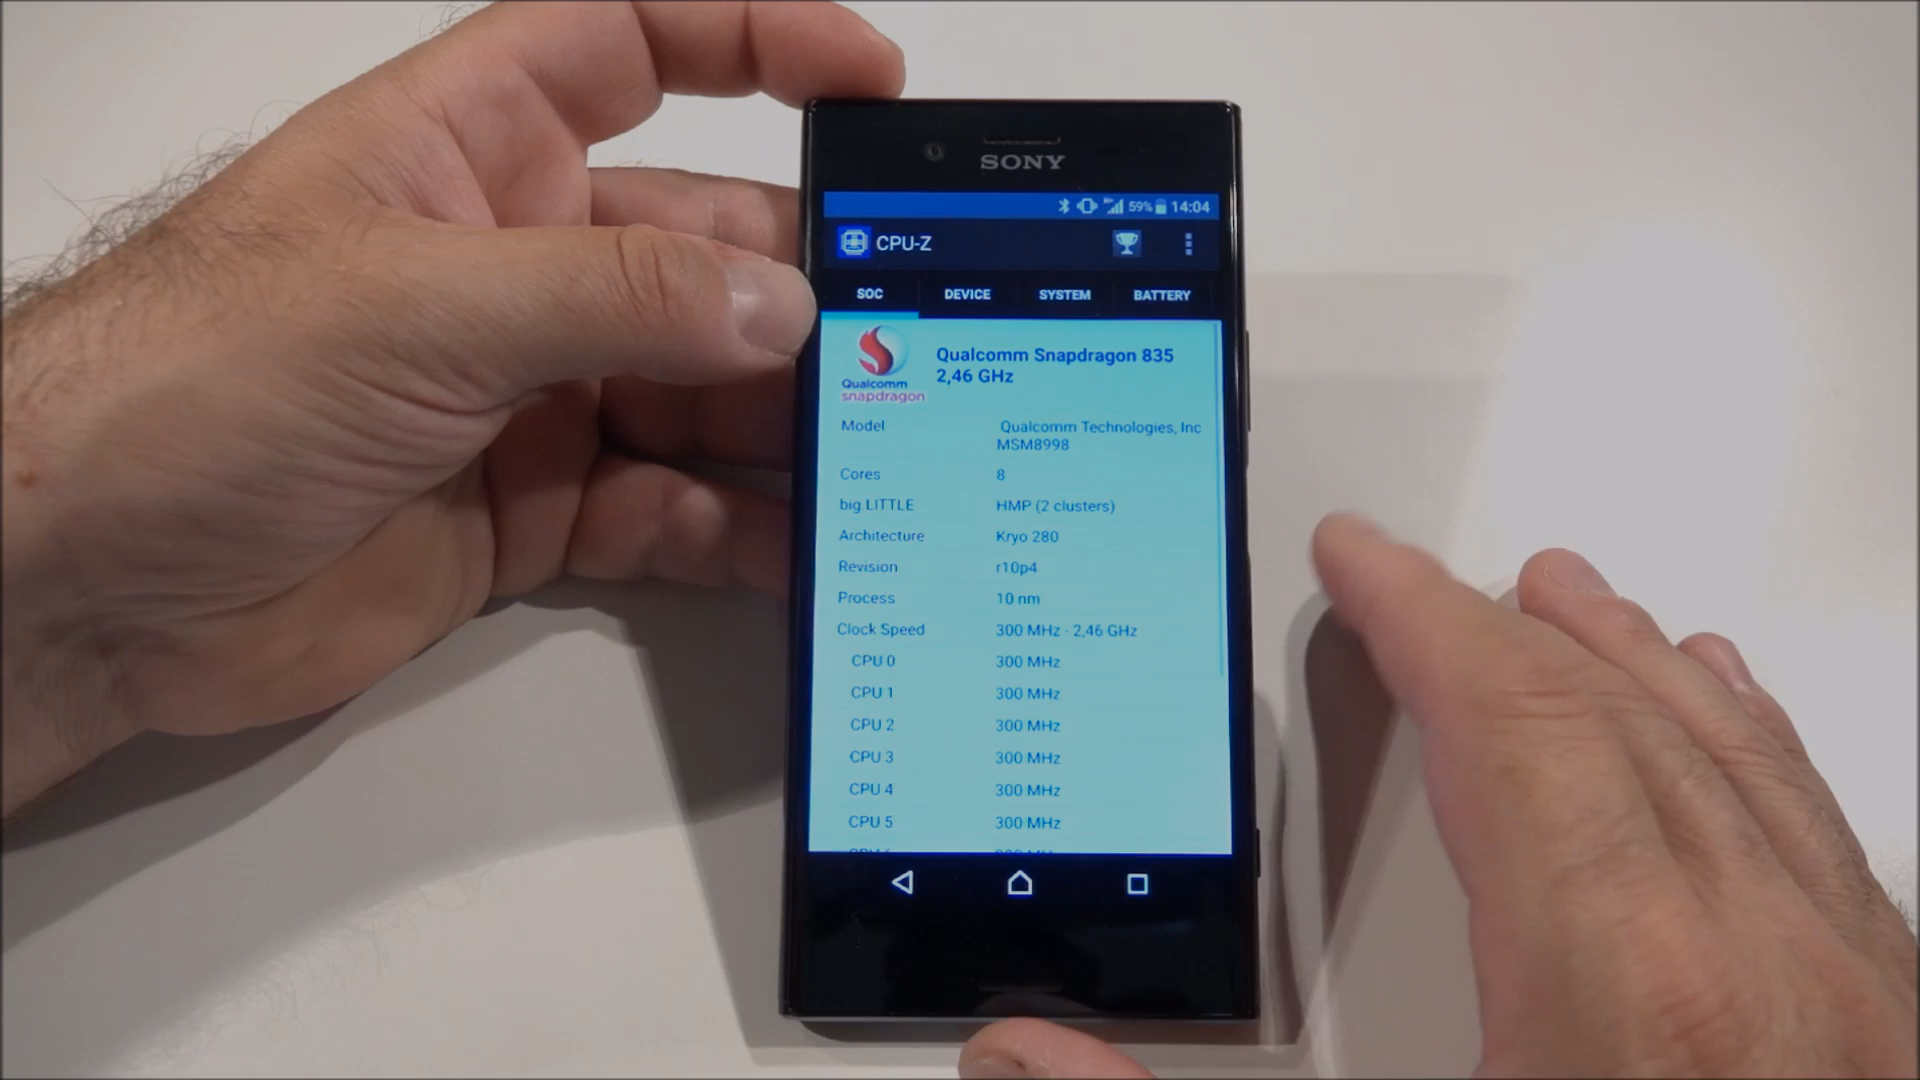 SONY
59% 14:04
CPU-Z
SOC DEVICE SYSTEM BATTERY
Qualcomm Snapdragon 835
2,46 GHz
Qualcomm
snapdragon
Model Qualcomm Technologies, Inc
MSM8998
Cores 8
big.LITTLE HMP (2 clusters)
Architecture Kryo 280
Revision r10p4
Process 10 nm
Clock Speed 300 MHz - 2,46 GHz
CPU 0 300 MHz
CPU 1 300 MHz
CPU 2 300 MHz
CPU 3 300 MHz
CPU 4 300 MHz
CPU 5 300 MHz